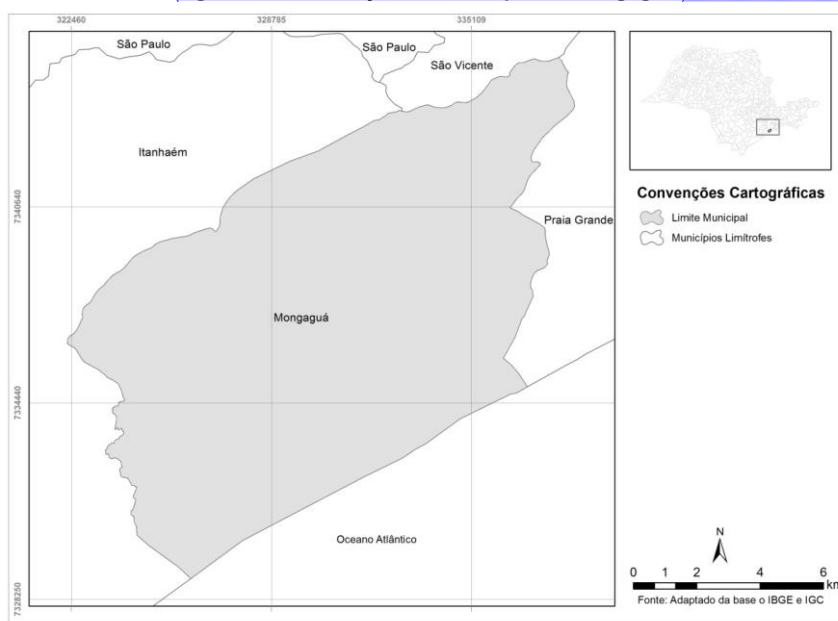 322460
328785
335109
São Paulo
São Paulo
São Vicente
Itanhaém
7340640
Praia Grande
Mongaguá
7334440
Oceano Atlântico
7328250
Convenções Cartográficas
Limite Municipal
Municípios Limítrofes
N
0 1 2 4 6
km
Fonte: Adaptado da base o IBGE e IGC